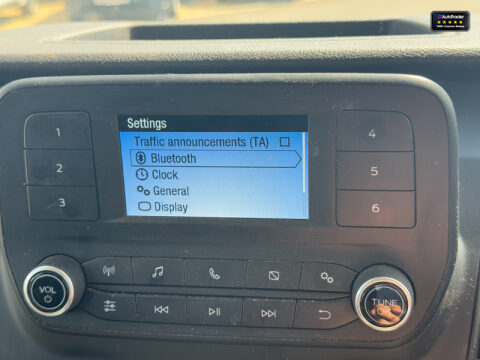 AutoTrader
Settings
Traffic announcements (TA)
Bluetooth
Clock
General
Display
1
2
3
4
5
6
VOL
TUNE